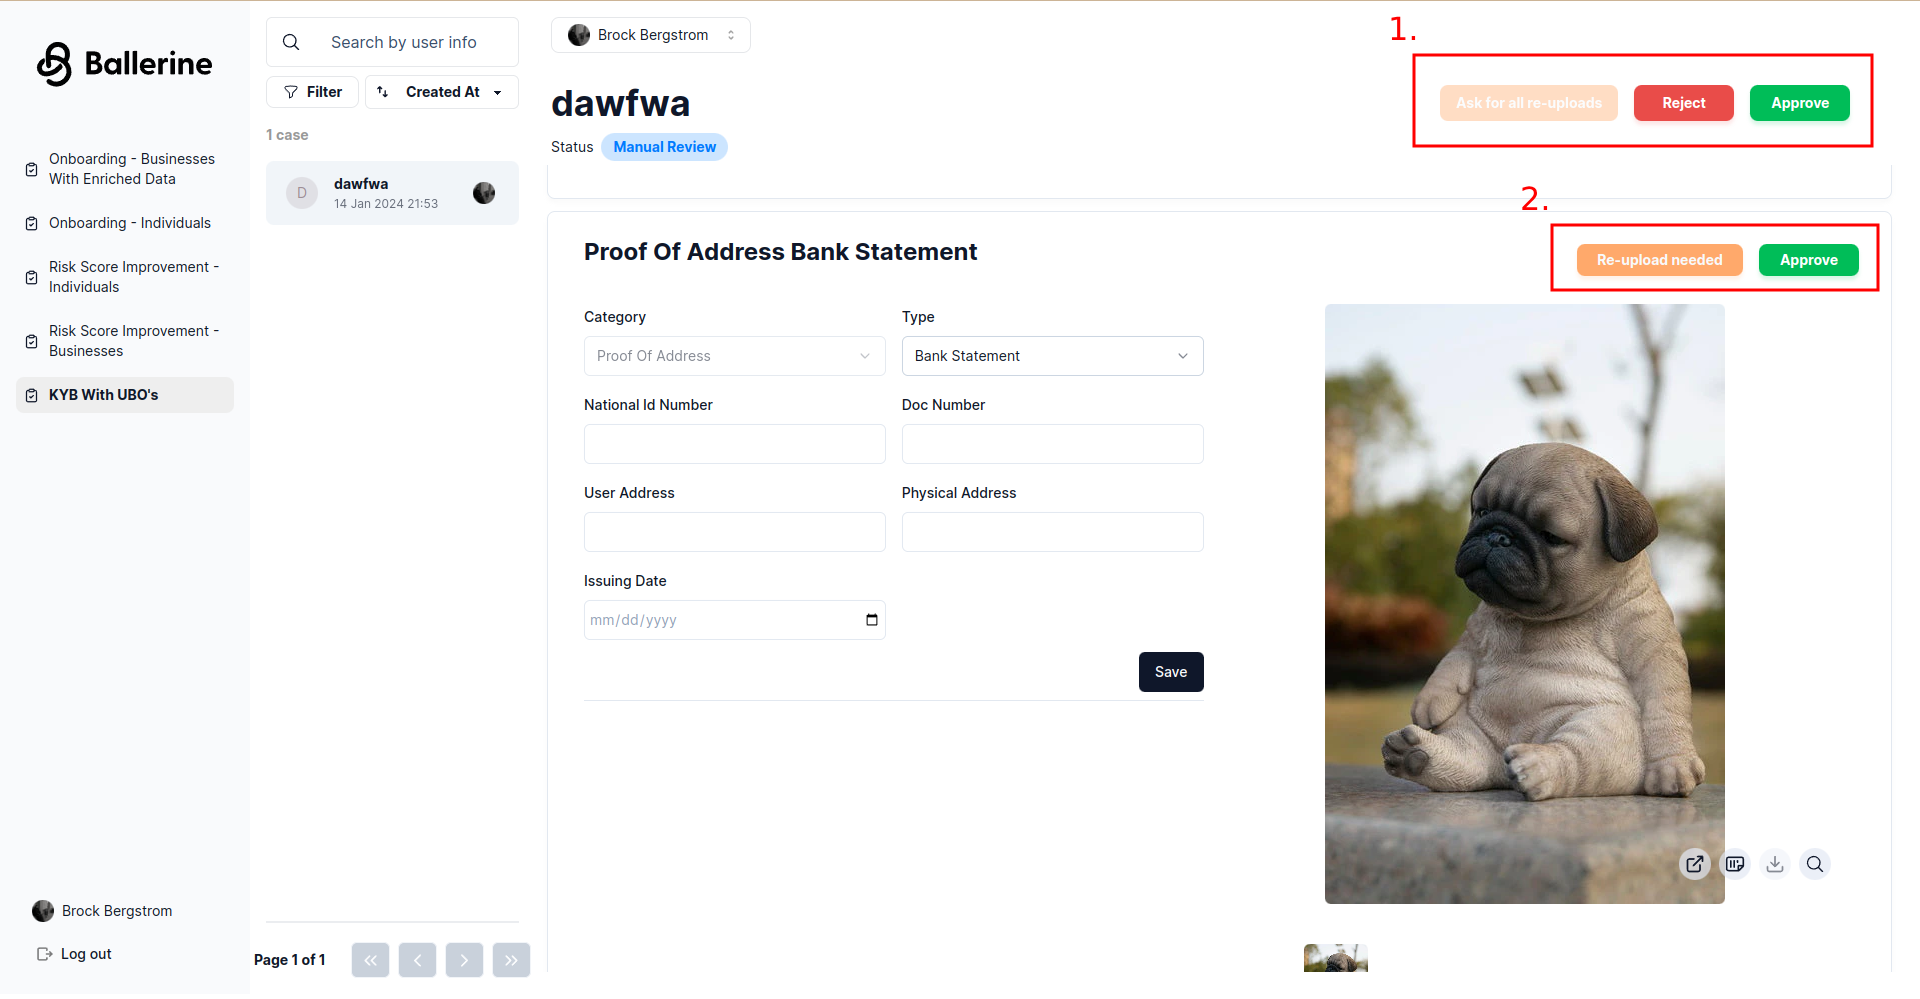 Ballerine
Onboarding - Businesses
With Enriched Data
Onboarding - Individuals
Risk Score Improvement -
Individuals
Risk Score Improvement -
Businesses
KYB With UBO's
Brock Bergstrom
Log out
Search by user info
Filter
Created At
1 case
D
dawfwa
14 Jan 2024 21:53
Page 1 of 1
Brock Bergstrom
dawfwa
Status Manual Review
1.
Ask for all re-uploads Reject Approve
2.
Proof Of Address Bank Statement
Re-upload needed Approve
Category Type
Proof Of Address Bank Statement
National Id Number Doc Number
User Address Physical Address
Issuing Date
mm/dd/yyyy
Save